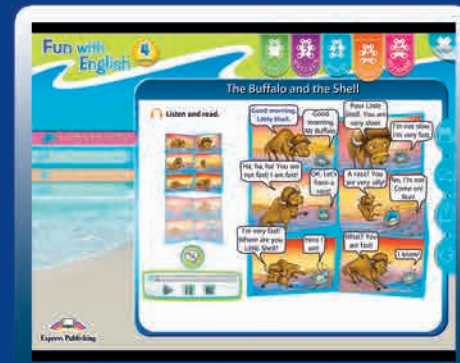 Fun with
English 4
The Buffalo and the Shell
Listen and read.
Good morning,
Little Shell.
Good
morning,
Mr Buffalo.
Poor Little
Shell. You are
very slow!
I'm not slow.
I'm very fast.
Ha, ha, ha! You are
not fast! I am fast!
OK. Let's
have a
race!
A race? You
are very silly!
No, I'm not.
Come on!
Run!
I'm very fast!
Where are you
Little Shell?
Here I
am!
What? You
are fast!
I know!
Express Publishing